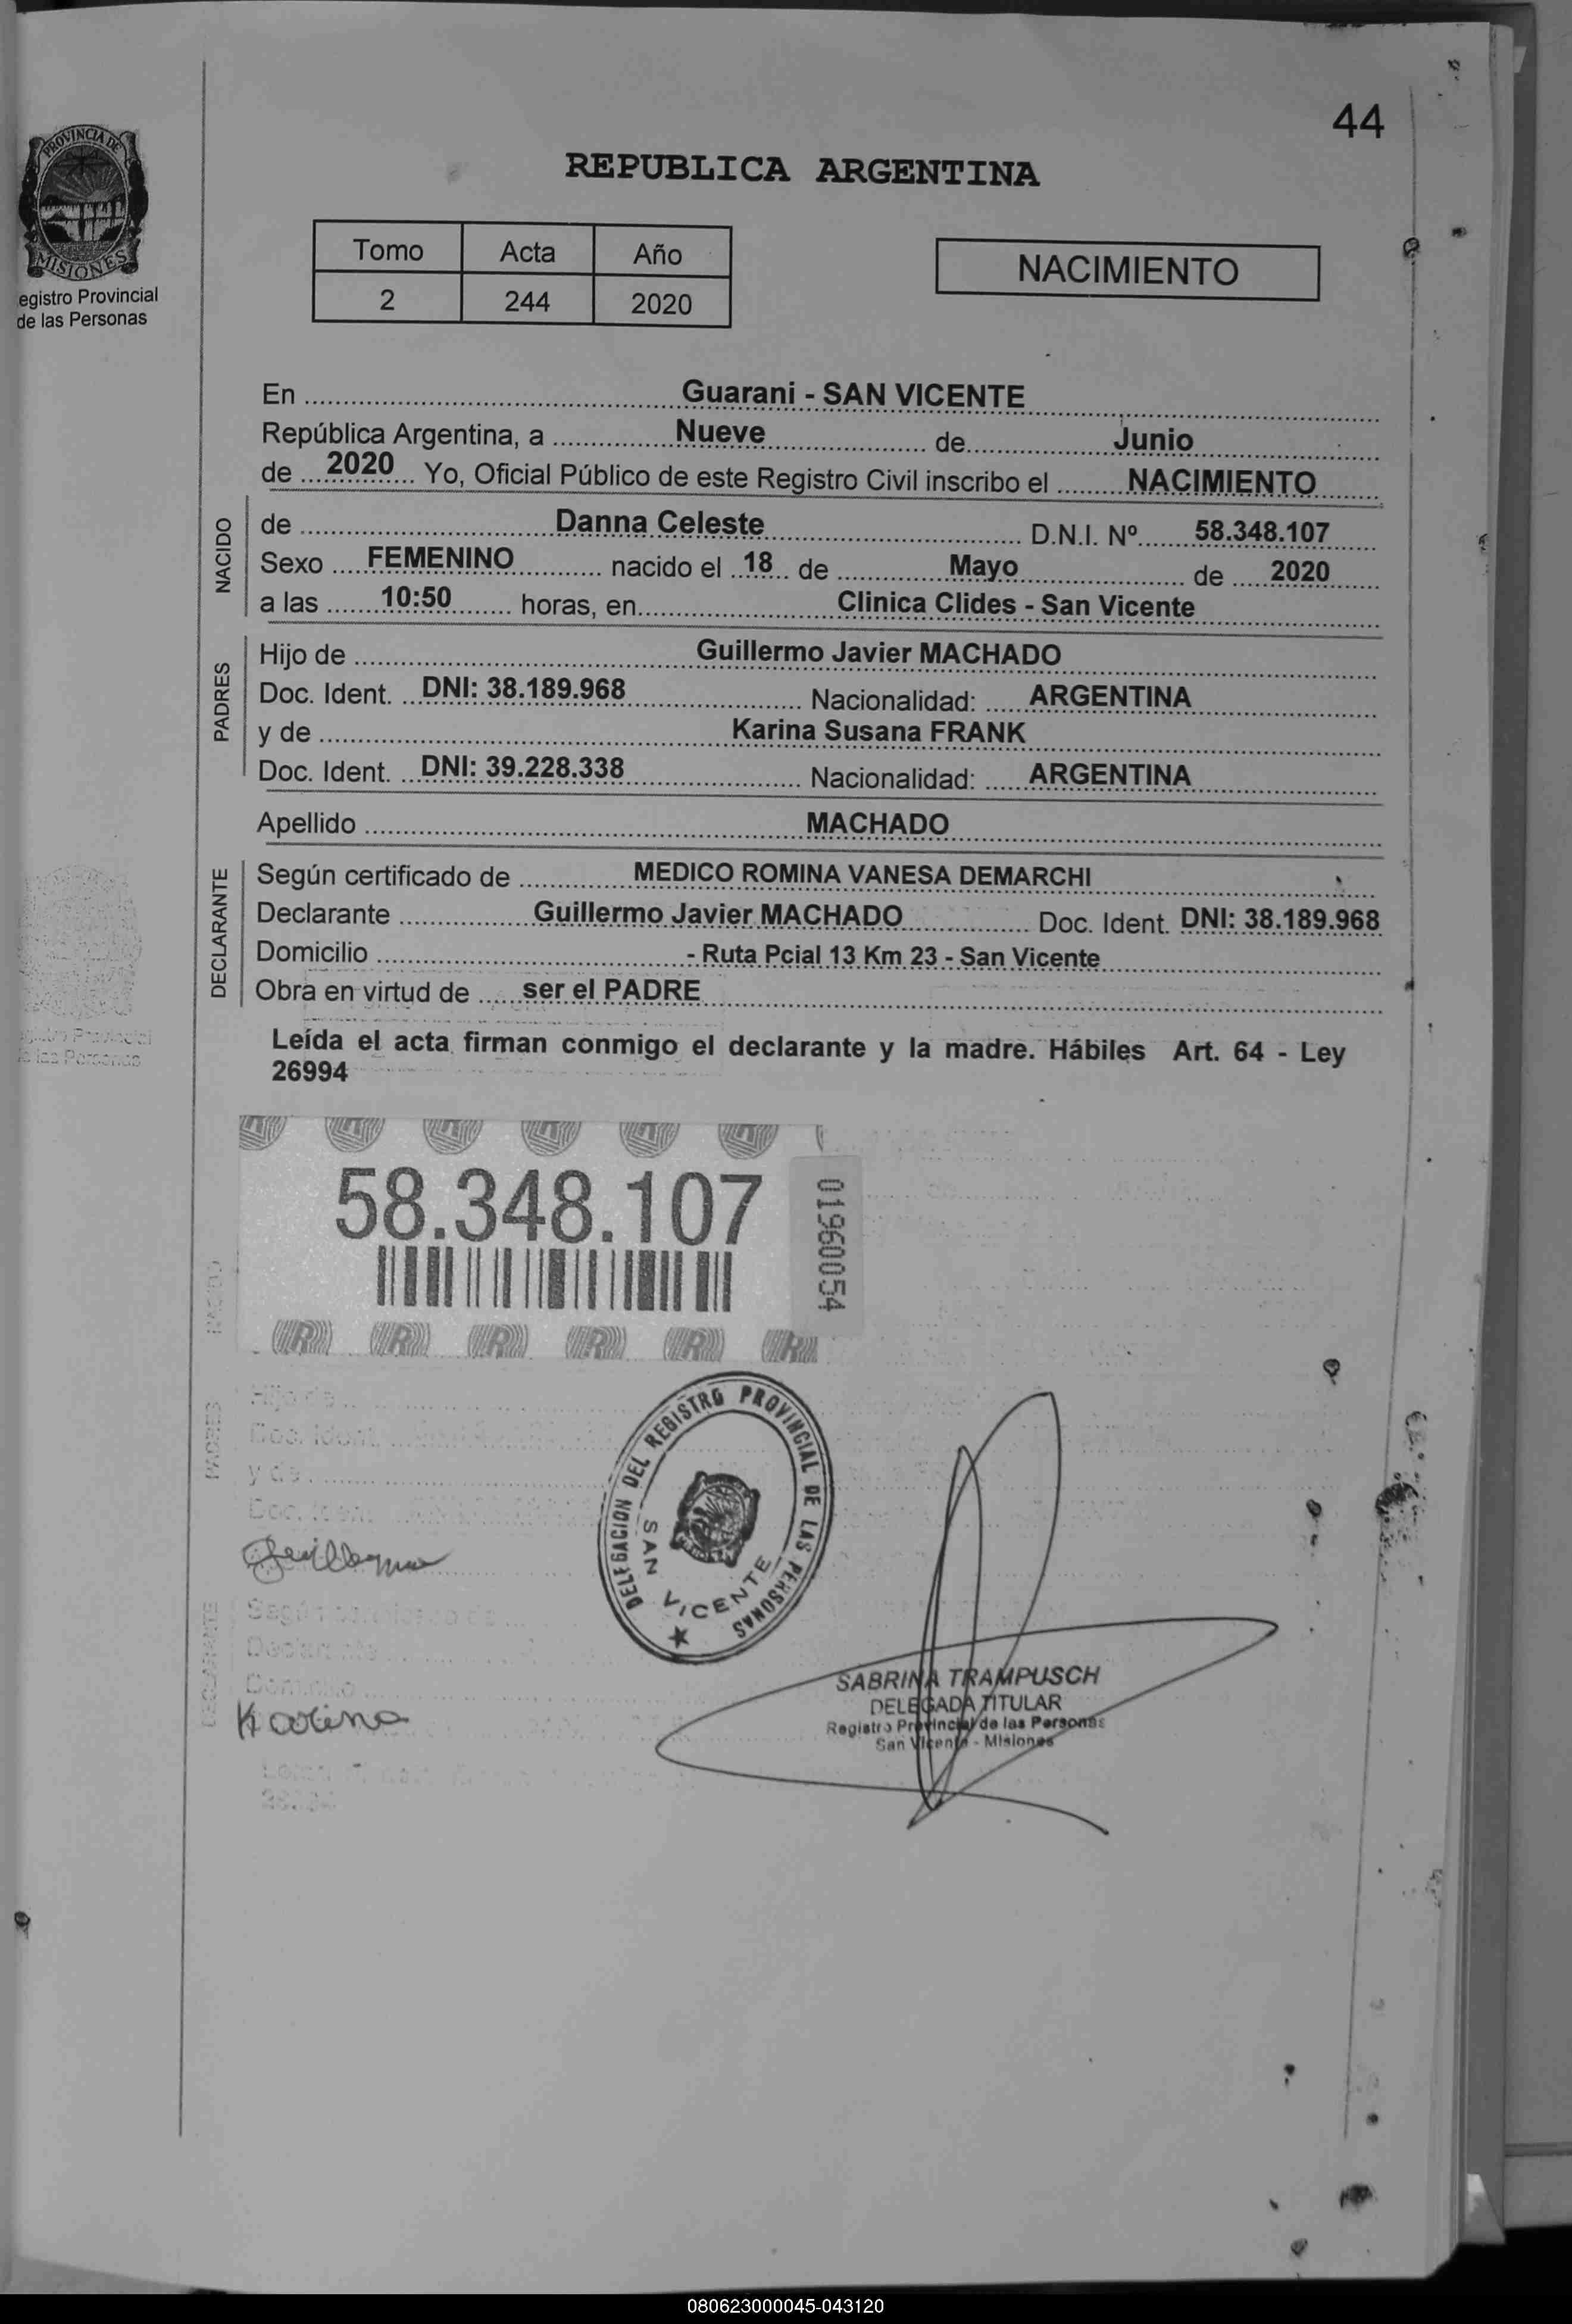 44
PROVINCIA DE
MISIONES
egistro Provincial
de las Personas
REPUBLICA ARGENTINA
Tomo Acta Año
2 244 2020
NACIMIENTO
En Guarani - SAN VICENTE
República Argentina, a Nueve de Junio
de 2020 Yo, Oficial Público de este Registro Civil inscribo el NACIMIENTO
NACIDO
de Danna Celeste D.N.I. Nº 58.348.107
Sexo FEMENINO nacido el 18 de Mayo de 2020
a las 10:50 horas, en Clinica Clides - San Vicente
PADRES
Hijo de Guillermo Javier MACHADO
Doc. Ident. DNI: 38.189.968 Nacionalidad: ARGENTINA
y de Karina Susana FRANK
Doc. Ident. DNI: 39.228.338 Nacionalidad: ARGENTINA
Apellido MACHADO
DECLARANTE
Según certificado de MEDICO ROMINA VANESA DEMARCHI
Declarante Guillermo Javier MACHADO Doc. Ident. DNI: 38.189.968
Domicilio - Ruta Pcial 13 Km 23 - San Vicente
Obra en virtud de ser el PADRE
Leída el acta firman conmigo el declarante y la madre. Hábiles Art. 64 - Ley
26994
58.348.107
01960054
DELEGACION DEL REGISTRO PROVINCIAL DE LAS PERSONAS
SAN VICENTE
Guillermo
Karina
SABRINA TRAMPUSCH
DELEGADA TITULAR
Registro Provincial de las Personas
San Vicente - Misiones
080623000045-043120